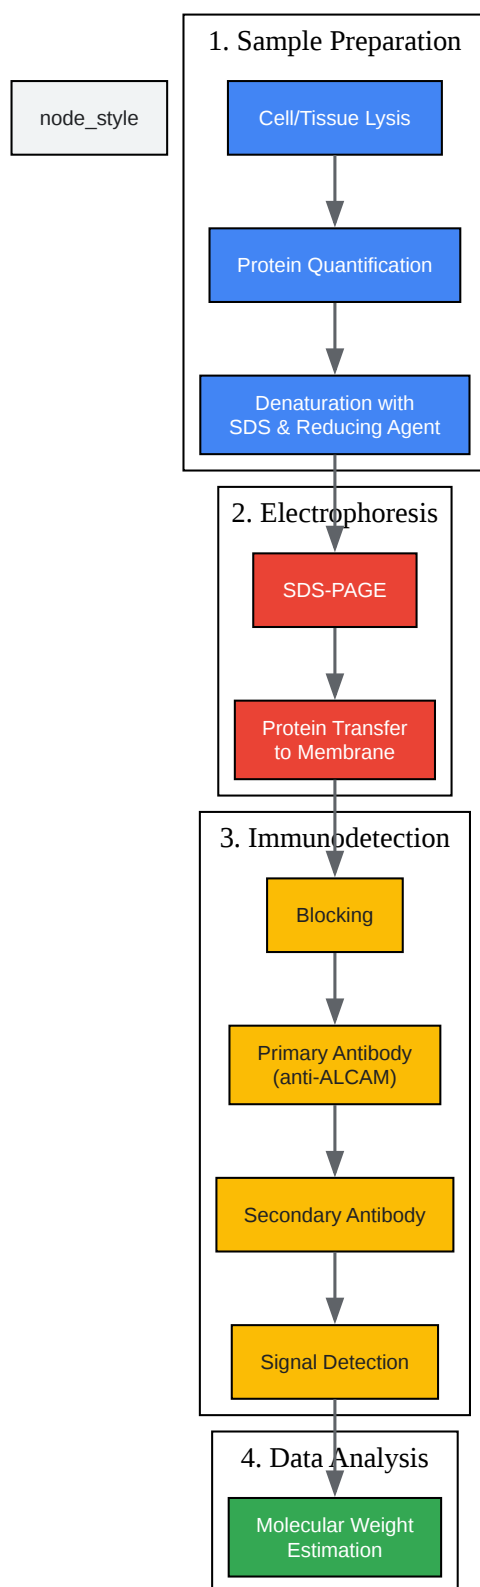 1. Sample Preparation
node_style
Cell/Tissue Lysis
Protein Quantification
Denaturation with
SDS & Reducing Agent
2. Electrophoresis
SDS-PAGE
Protein Transfer
to Membrane
3. Immunodetection
Blocking
Primary Antibody
(anti-ALCAM)
Secondary Antibody
Signal Detection
4. Data Analysis
Molecular Weight
Estimation